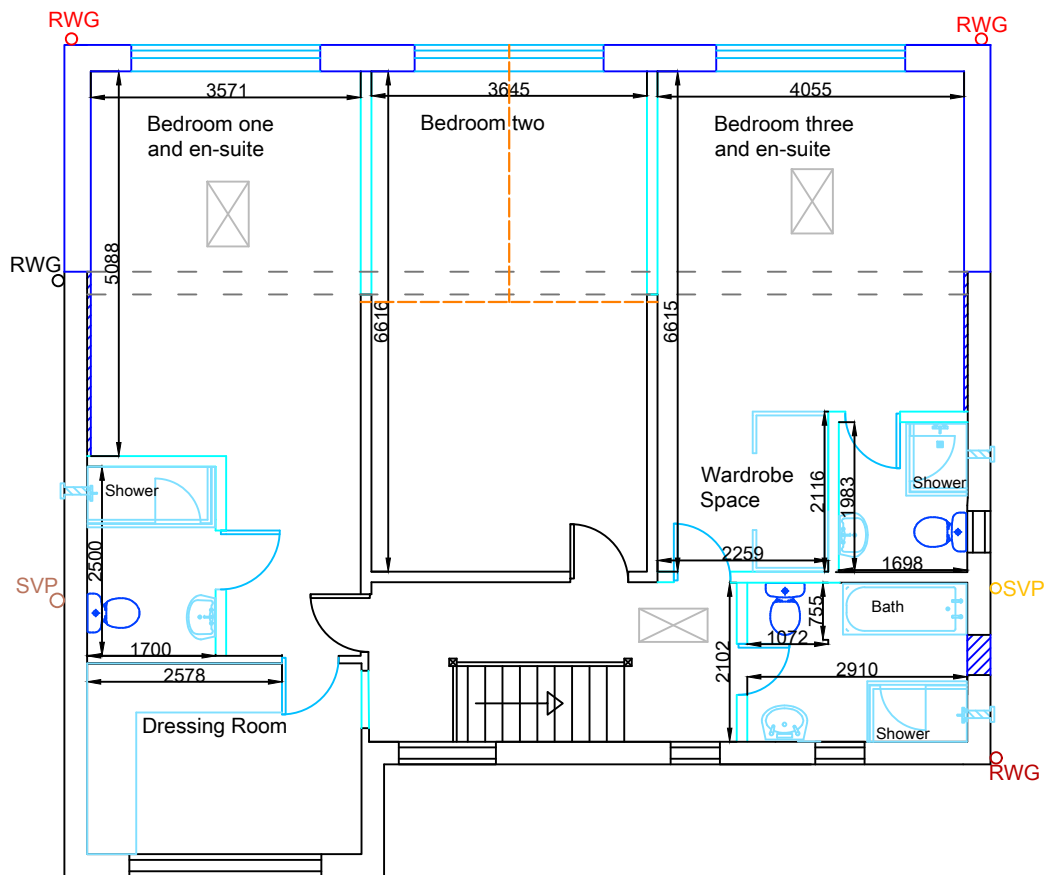 RWG
RWG
3571
3645
4055
Bedroom one
and en-suite
Bedroom two
Bedroom three
and en-suite
RWG
5088
6616
6615
Shower
Wardrobe
Space
2116
1983
Shower
2500
2259
1698
SVP
SVP
Bath
755
1072
1700
2102
2578
2910
Dressing Room
Shower
RWG